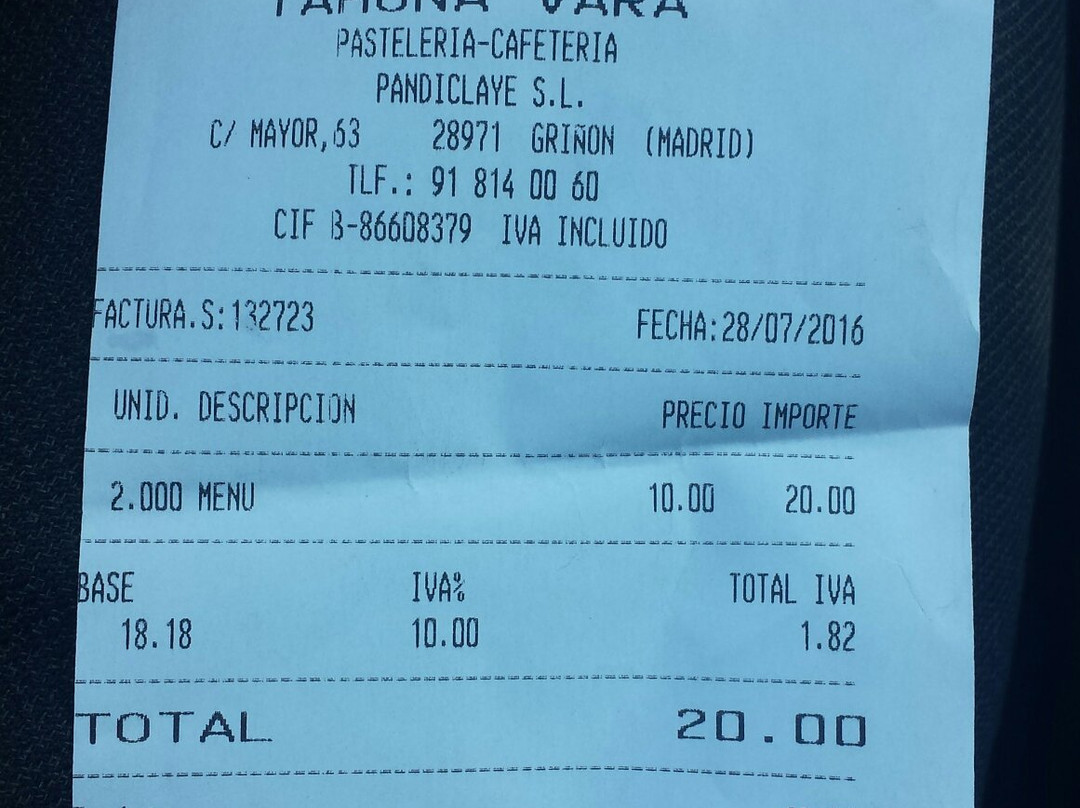 TAHONA VARA
PASTELERIA-CAFETERIA
PANDICLAYE S.L.
C/ MAYOR,63 28971 GRIÑON (MADRID)
TLF.: 91 814 00 60
CIF B-86608379 IVA INCLUIDO
FACTURA.S:132723 FECHA:28/07/2016
UNID. DESCRIPCION PRECIO IMPORTE
2.000 MENU 10.00 20.00
BASE IVA% TOTAL IVA
18.18 10.00 1.82
TOTAL 20.00